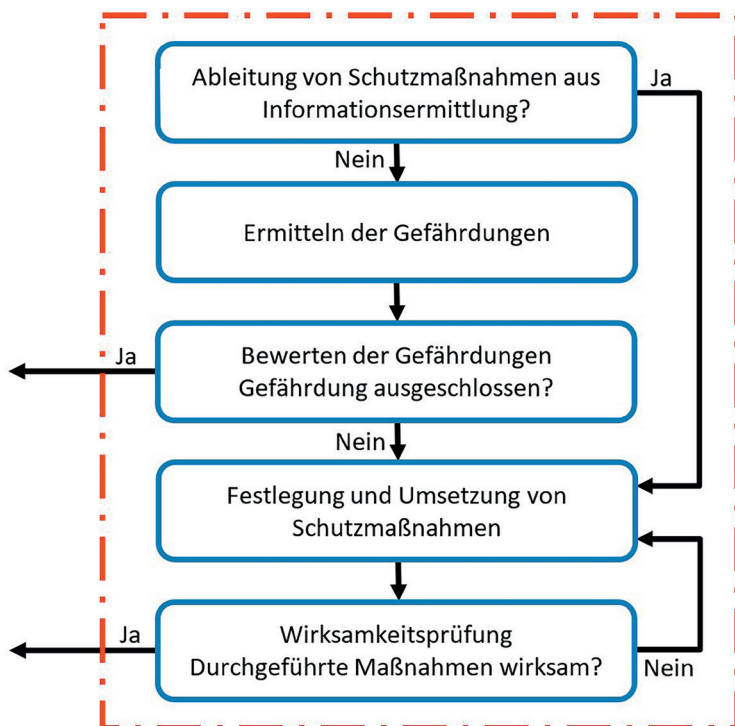 Ableitung von Schutzmaßnahmen aus
Informationsermittlung?
Ja
Nein
Ermitteln der Gefährdungen
Bewerten der Gefährdungen
Gefährdung ausgeschlossen?
Ja
Nein
Festlegung und Umsetzung von
Schutzmaßnahmen
Wirksamkeitsprüfung
Durchgeführte Maßnahmen wirksam?
Ja
Nein